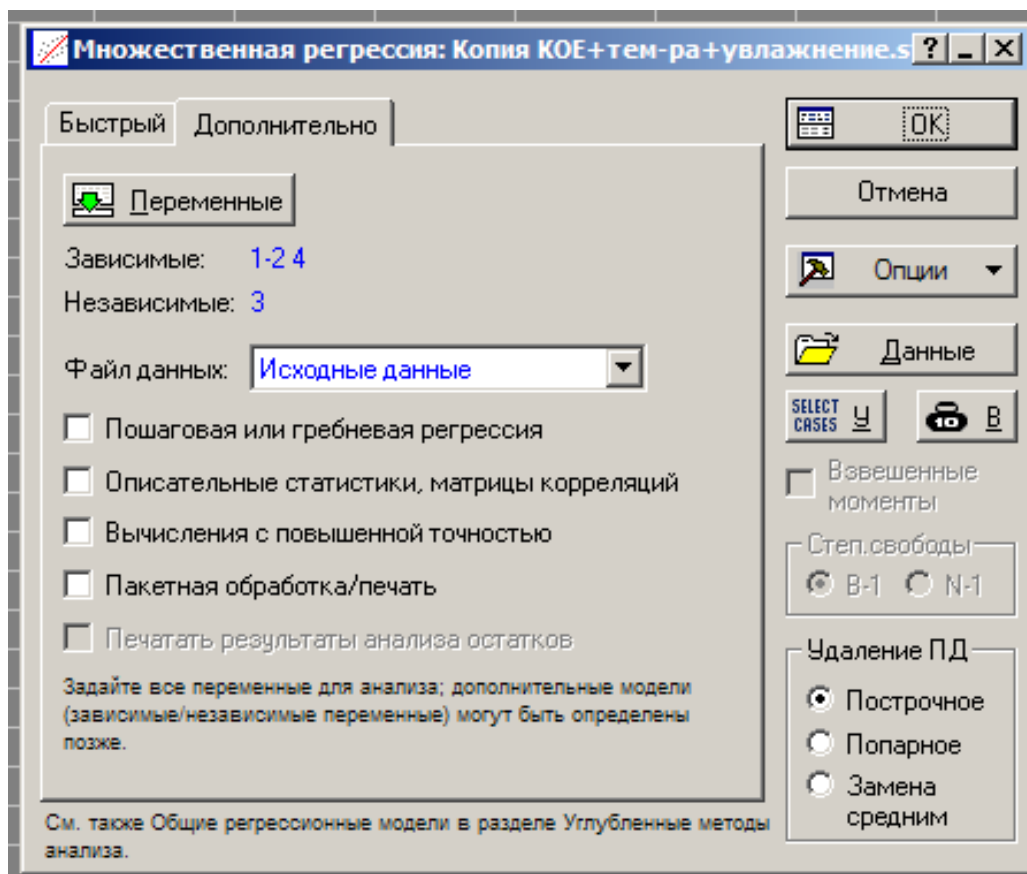 Множественная регрессия: Копия КОЕ+тем-ра+увлажнение.s
Быстрый
Дополнительно
Переменные
Зависимые: 1-2 4
Независимые: 3
Файл данных: Исходные данные
Пошаговая или гребневая регрессия
Описательные статистики, матрицы корреляций
Вычисления с повышенной точностью
Пакетная обработка/печать
Печатать результаты анализа остатков
Задайте все переменные для анализа; дополнительные модели
(зависимые/независимые переменные) могут быть определены
позже.
См. также Общие регрессионные модели в разделе Углубленные методы
анализа.
OK
Отмена
Опции
Данные
SELECT
CASES У
10 В
Взвешенные
моменты
Степ.свободы
В-1 N-1
Удаление ПД
Построчное
Попарное
Замена
средним